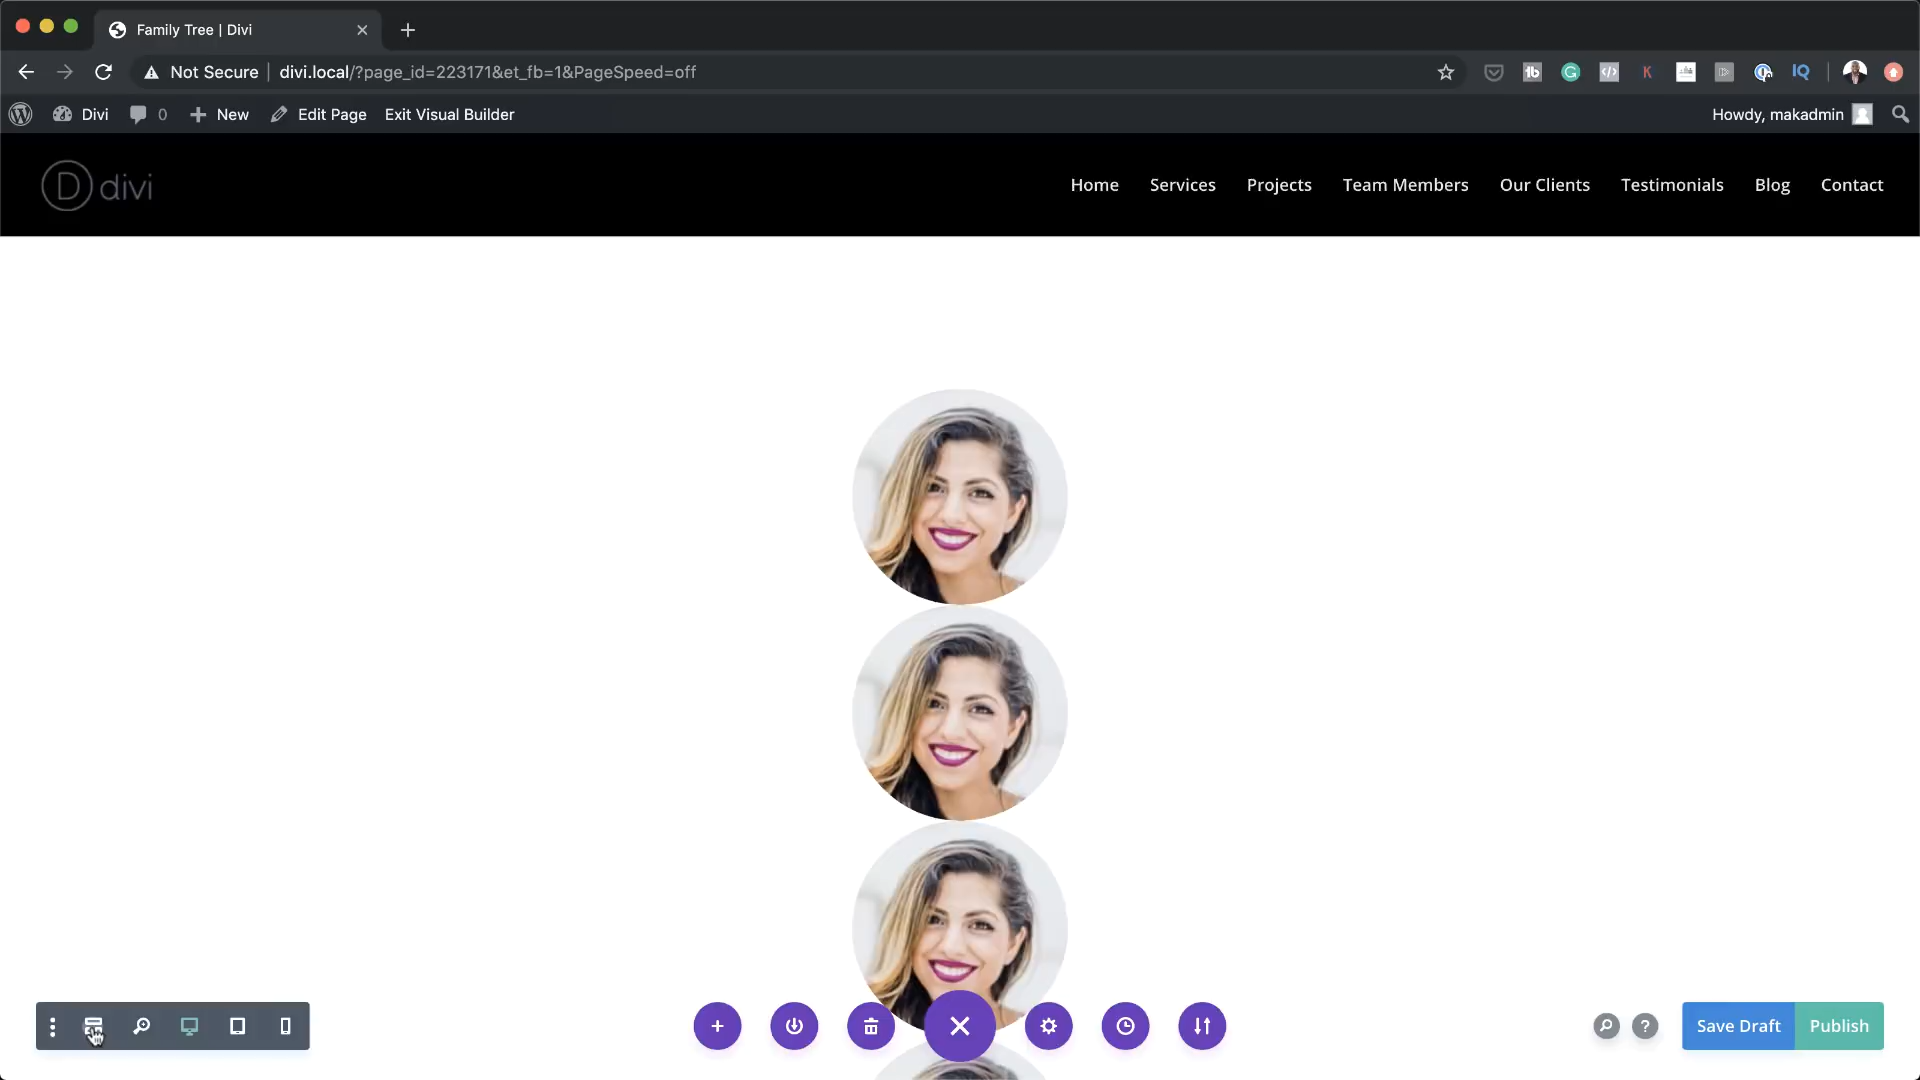 Family Tree | Divi
Not Secure divi.local/?page_id=223171&et_fb=1&PageSpeed=off
Divi 0 New Edit Page Exit Visual Builder Howdy, makadmin
D divi Home Services Projects Team Members Our Clients Testimonials Blog Contact
Save Draft Publish